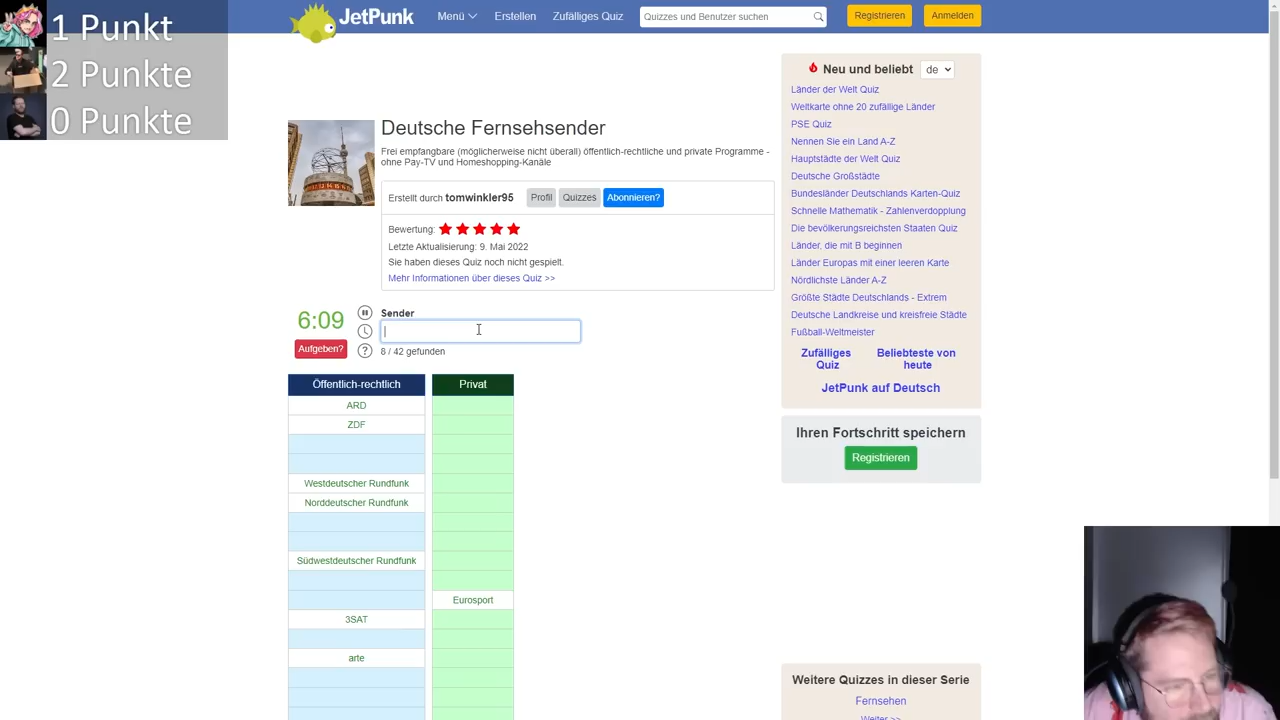 1 Punkt
2 Punkte
0 Punkte
JetPunk
Menü
Erstellen
Zufälliges Quiz
Quizzes und Benutzer suchen
Registrieren
Anmelden
Deutsche Fernsehsender
Frei empfangbare (möglicherweise nicht überall) öffentlich-rechtliche und private Programme -
ohne Pay-TV und Homeshopping-Kanäle
Erstellt durch tomwinkler95
Profil
Quizzes
Abonnieren?
Bewertung:
Letzte Aktualisierung: 9. Mai 2022
Sie haben dieses Quiz noch nicht gespielt.
Mehr Informationen über dieses Quiz >>
6:09
Aufgeben?
Sender
8 / 42 gefunden
Öffentlich-rechtlich
Privat
ARD
ZDF
Westdeutscher Rundfunk
Norddeutscher Rundfunk
Südwestdeutscher Rundfunk
Eurosport
3SAT
arte
Neu und beliebt
de
Länder der Welt Quiz
Weltkarte ohne 20 zufällige Länder
PSE Quiz
Nennen Sie ein Land A-Z
Hauptstädte der Welt Quiz
Deutsche Großstädte
Bundesländer Deutschlands Karten-Quiz
Schnelle Mathematik - Zahlenverdopplung
Die bevölkerungsreichsten Staaten Quiz
Länder, die mit B beginnen
Länder Europas mit einer leeren Karte
Nördlichste Länder A-Z
Größte Städte Deutschlands - Extrem
Deutsche Landkreise und kreisfreie Städte
Fußball-Weltmeister
Zufälliges
Quiz
Beliebteste von
heute
JetPunk auf Deutsch
Ihren Fortschritt speichern
Registrieren
Weitere Quizzes in dieser Serie
Fernsehen
Weiter >>